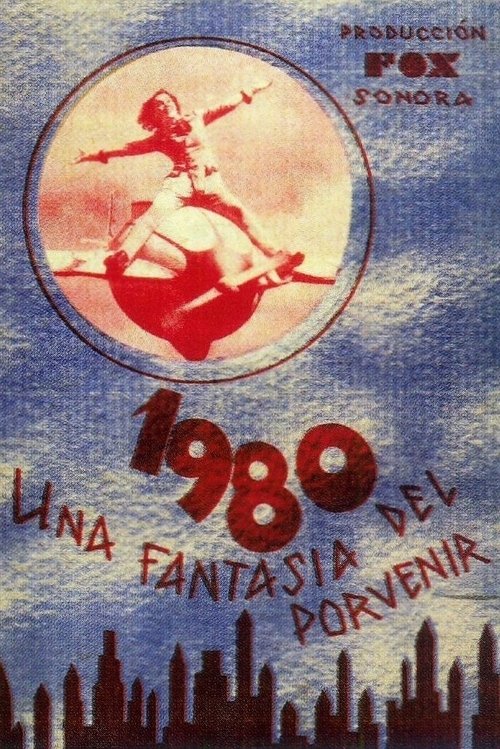 PRODUCCIÓN
FOX
SONORA
1980
UNA FANTASIA DEL
PORVENIR